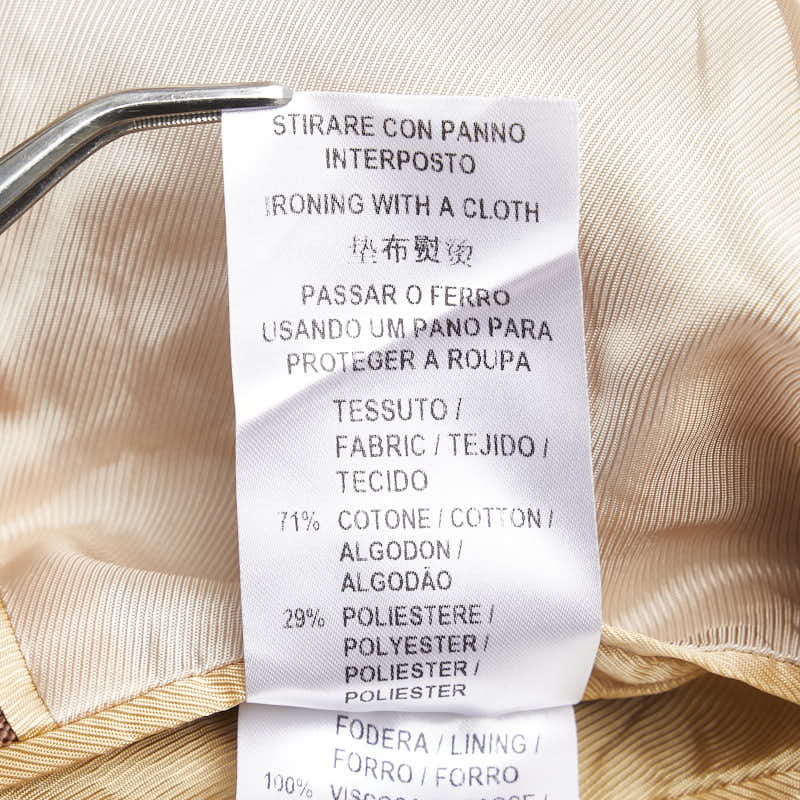 STIRARE CON PANNO
INTERPOSTO
IRONING WITH A CLOTH
垫布熨烫
PASSAR O FERRO
USANDO UM PANO PARA
PROTEGER A ROUPA
TESSUTO /
FABRIC / TEJIDO /
TECIDO
71% COTONE / COTTON /
ALGODON /
ALGODÃO
29% POLIESTERE /
POLYESTER /
POLIESTER /
POLIESTER
FODERA / LINING /
FORRO / FORRO
100%